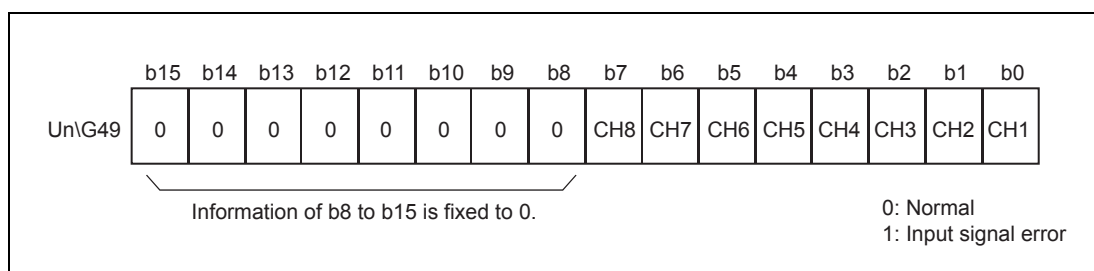 b15 b14 b13 b12 b11 b10 b9 b8 b7 b6 b5 b4 b3 b2 b1 b0
Un\G49 0 0 0 0 0 0 0 0 CH8 CH7 CH6 CH5 CH4 CH3 CH2 CH1
Information of b8 to b15 is fixed to 0.
0: Normal
1: Input signal error